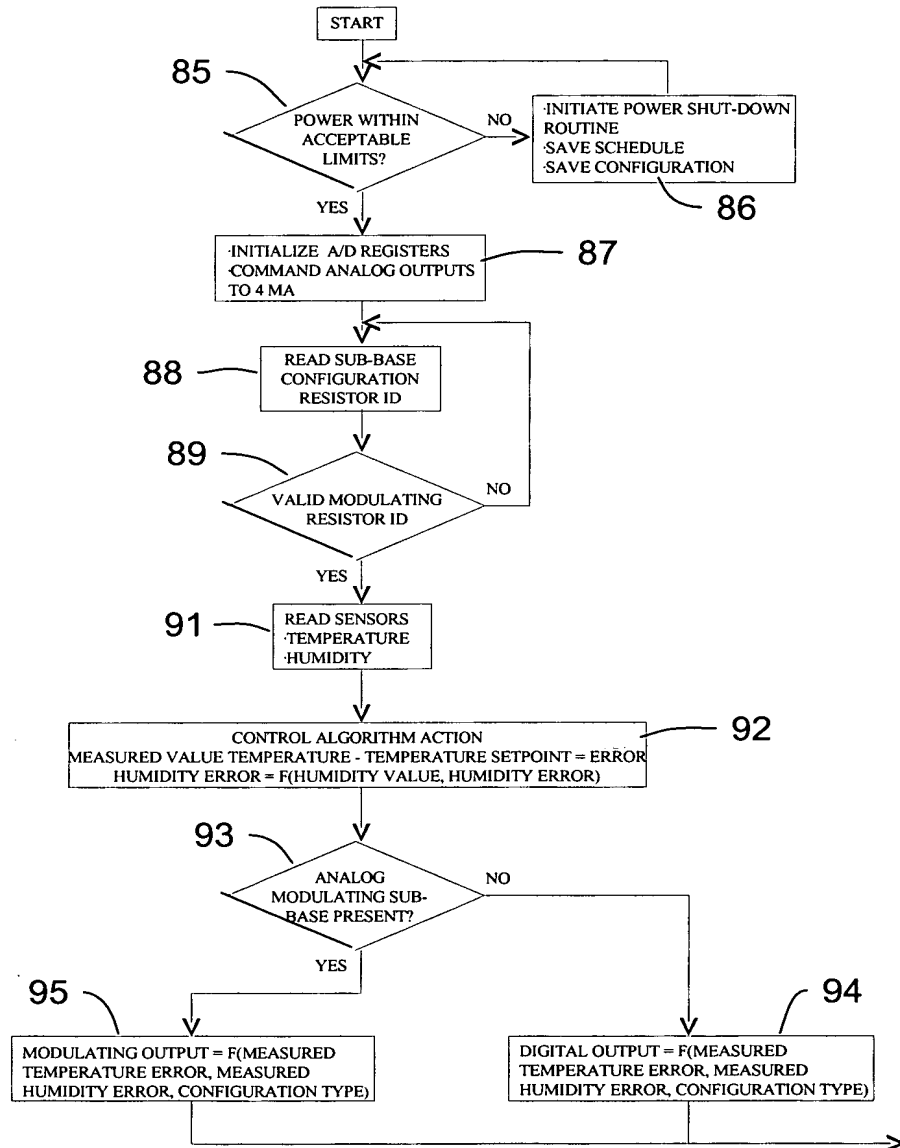 START
85
POWER WITHIN
ACCEPTABLE
LIMITS?
NO
·INITIATE POWER SHUT-DOWN
ROUTINE
·SAVE SCHEDULE
·SAVE CONFIGURATION
86
YES
·INITIALIZE A/D REGISTERS
·COMMAND ANALOG OUTPUTS
TO 4 MA
87
88
READ SUB-BASE
CONFIGURATION
RESISTOR ID
89
VALID MODULATING
RESISTOR ID
NO
YES
91
READ SENSORS
·TEMPERATURE
·HUMIDITY
92
CONTROL ALGORITHM ACTION
MEASURED VALUE TEMPERATURE - TEMPERATURE SETPOINT = ERROR
HUMIDITY ERROR = F(HUMIDITY VALUE, HUMIDITY ERROR)
93
ANALOG
MODULATING SUB-
BASE PRESENT?
NO
YES
95
MODULATING OUTPUT = F(MEASURED
TEMPERATURE ERROR, MEASURED
HUMIDITY ERROR, CONFIGURATION TYPE)
94
DIGITAL OUTPUT = F(MEASURED
TEMPERATURE ERROR, MEASURED
HUMIDITY ERROR, CONFIGURATION TYPE)